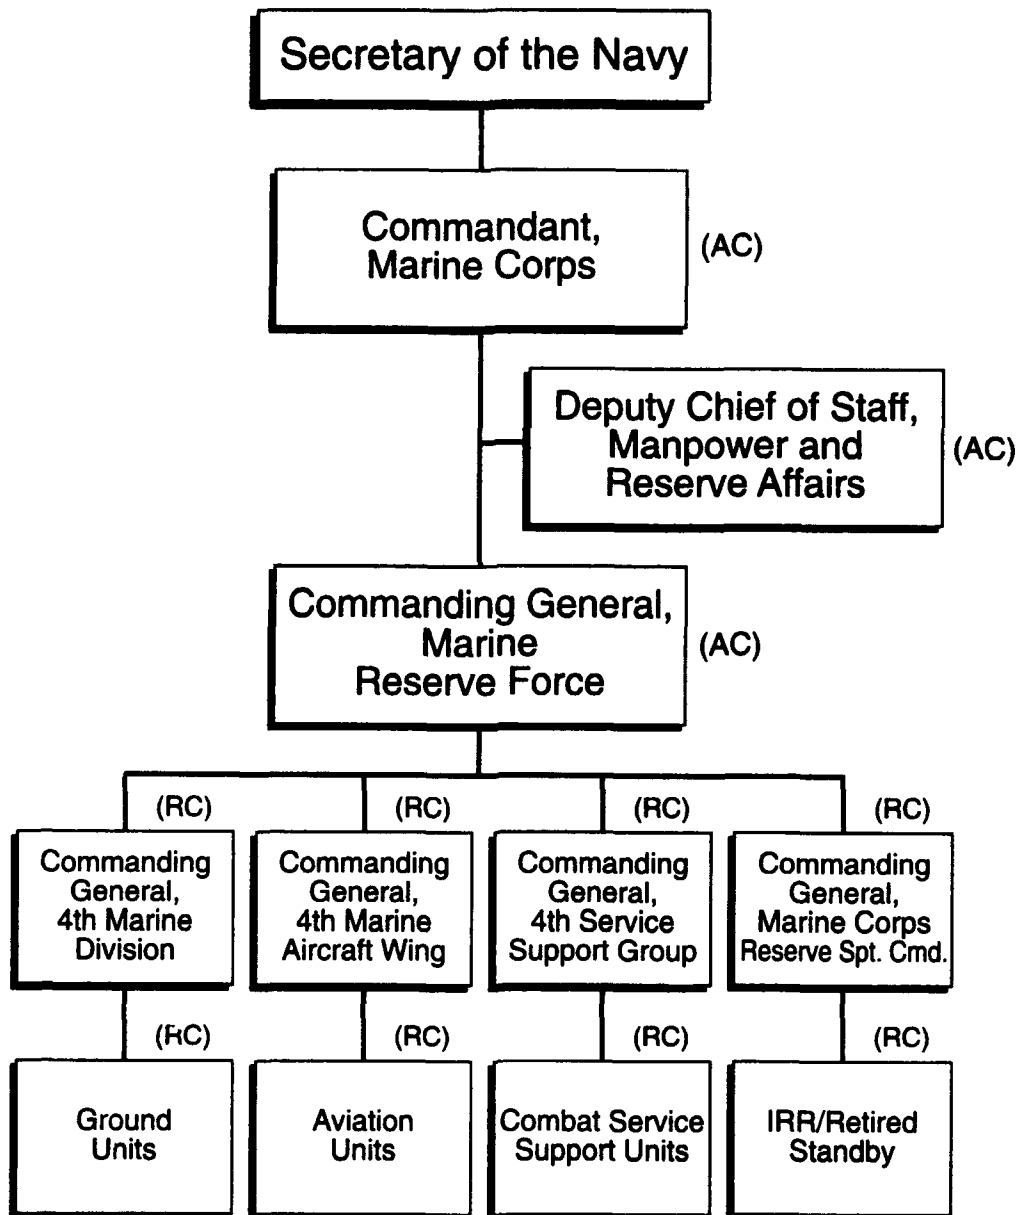 Secretary of the Navy
Commandant,
Marine Corps
(AC)
Deputy Chief of Staff,
Manpower and
Reserve Affairs
(AC)
Commanding General,
Marine
Reserve Force
(AC)
(RC)
(RC)
(RC)
(RC)
Commanding
General,
4th Marine
Division
Commanding
General,
4th Marine
Aircraft Wing
Commanding
General,
4th Service
Support Group
Commanding
General,
Marine Corps
Reserve Spt. Cmd.
(RC)
(RC)
(RC)
(RC)
Ground
Units
Aviation
Units
Combat Service
Support Units
IRR/Retired
Standby